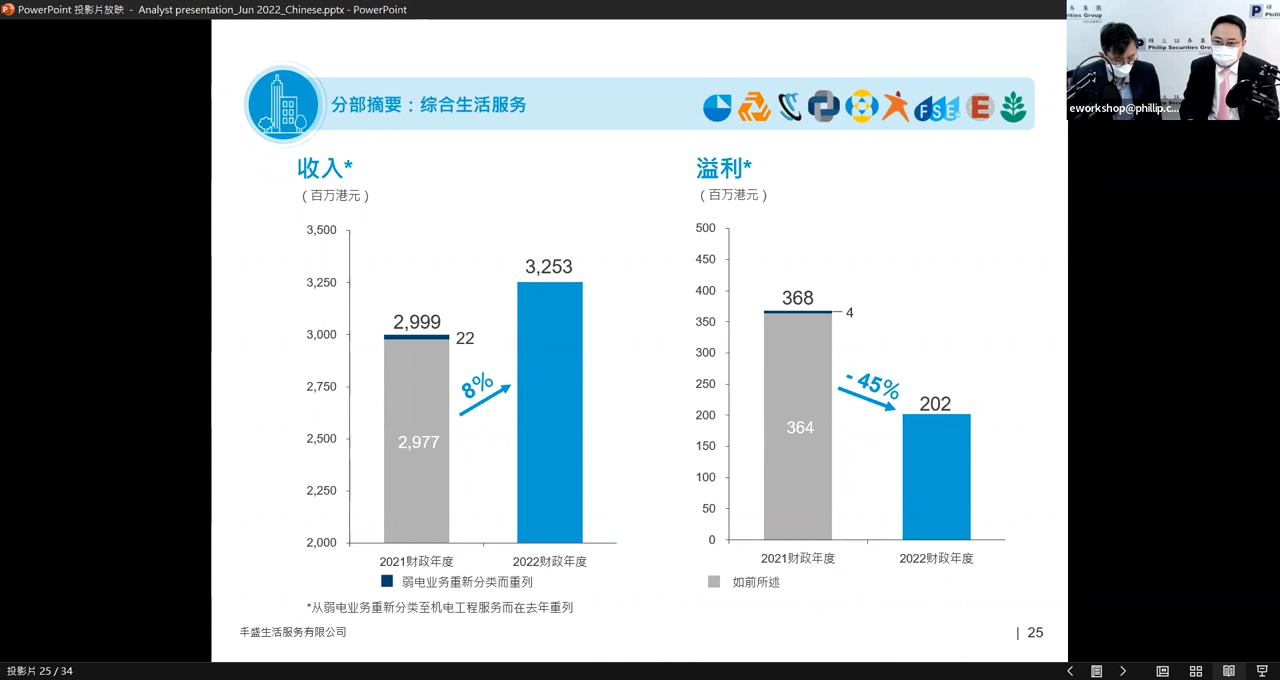 PowerPoint 投影片放映 - Analyst presentation_Jun 2022_Chinese.pptx - PowerPoint
Phillip Securities Group
eworkshop@phillip.c...
分部摘要：综合生活服务
FSE
E
收入*
（百万港元）
3,500
3,250
3,000
2,750
2,500
2,250
2,000
2,999
22
2,977
8%
3,253
2021财政年度
2022财政年度
弱电业务重新分类而重列
溢利*
（百万港元）
500
450
400
350
300
250
200
150
100
50
0
368
4
364
- 45%
202
2021财政年度
2022财政年度
如前所述
*从弱电业务重新分类至机电工程服务而在去年重列
丰盛生活服务有限公司
| 25
投影片 25 / 34